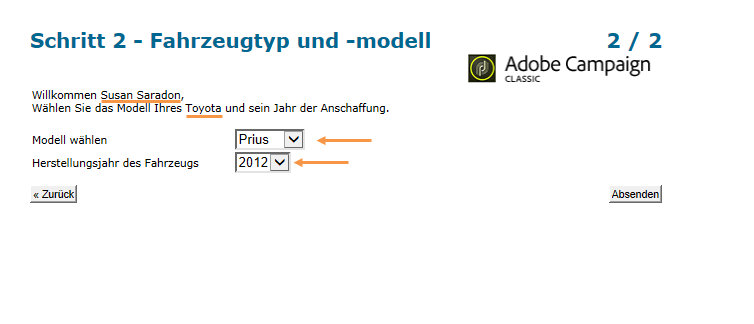 Schritt 2 - Fahrzeugtyp und -modell 2 / 2
Adobe Campaign
CLASSIC
Willkommen Susan Saradon,
Wählen Sie das Modell Ihres Toyota und sein Jahr der Anschaffung.
Modell wählen Prius
Herstellungsjahr des Fahrzeugs 2012
« Zurück Absenden